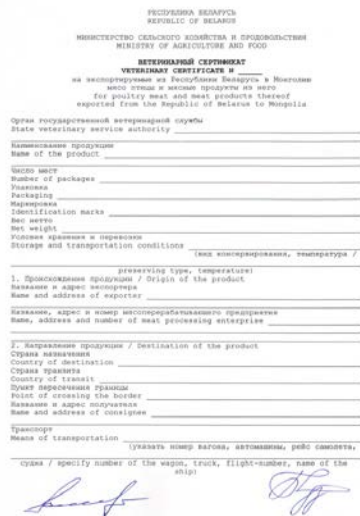 РЕСПУБЛИКА БЕЛАРУСЬ
REPUBLIC OF BELARUS
МИНИСТЕРСТВО СЕЛЬСКОГО ХОЗЯЙСТВА И ПРОДОВОЛЬСТВИЯ
MINISTRY OF AGRICULTURE AND FOOD
ВЕТЕРИНАРНЫЙ СЕРТИФИКАТ
VETERINARY CERTIFICATE N _____
на экспортируемые из Республики Беларусь в Монголию
мясо птицы и мясные продукты из него
for poultry meat and meat products thereof
exported from the Republic of Belarus to Mongolia
Орган государственной ветеринарной службы
State veterinary service authority
Наименование продукции
Name of the product
Число мест
Number of packages
Упаковка
Packaging
Маркировка
Identification marks
Вес нетто
Net weight
Условия хранения и перевозки
Storage and transportation conditions
(вид консервирования, температура /
preserving type, temperature)
1. Происхождение продукции / Origin of the product
Название и адрес экспортера
Name and address of exporter
Название, адрес и номер мясоперерабатывающего предприятия
Name, address and number of meat processing enterprise
2. Направление продукции / Destination of the product
Страна назначения
Country of destination
Страна транзита
Country of transit
Пункт пересечения границы
Point of crossing the border
Название и адрес получателя
Name and address of consignee
Транспорт
Means of transportation
(указать номер вагона, автомашины, рейс самолета,
судна / specify number of the wagon, truck, flight-number, name of the
ship)